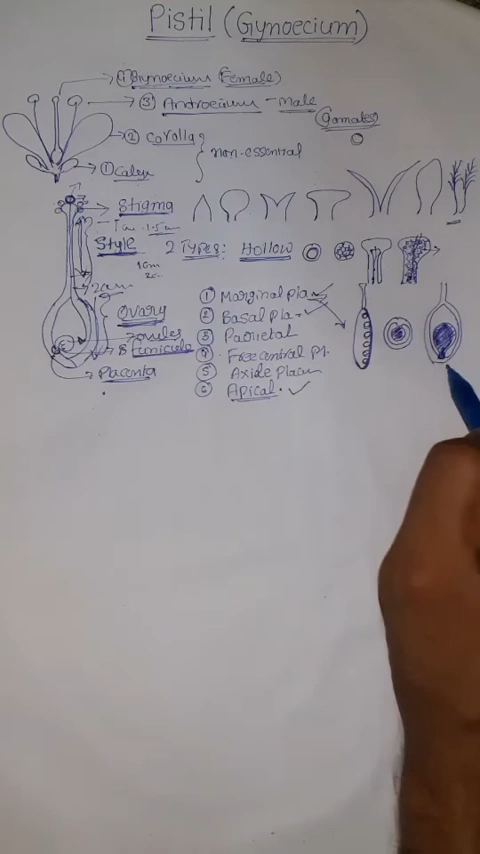 Pistil (Gynoecium)
④ Gynoecium (Female)
③ Androecium - male
(Gamates)
② Corolla
non-essential
① Calyx
Stigma
Style
2 Types: Hollow
2cm
Ovary
ovules
Funicule
Placenta
① Marginal Pla
② Basal Pla-
③ Parietal
④ Free central Pl.
⑤ Axile Placen
⑥ Apical.